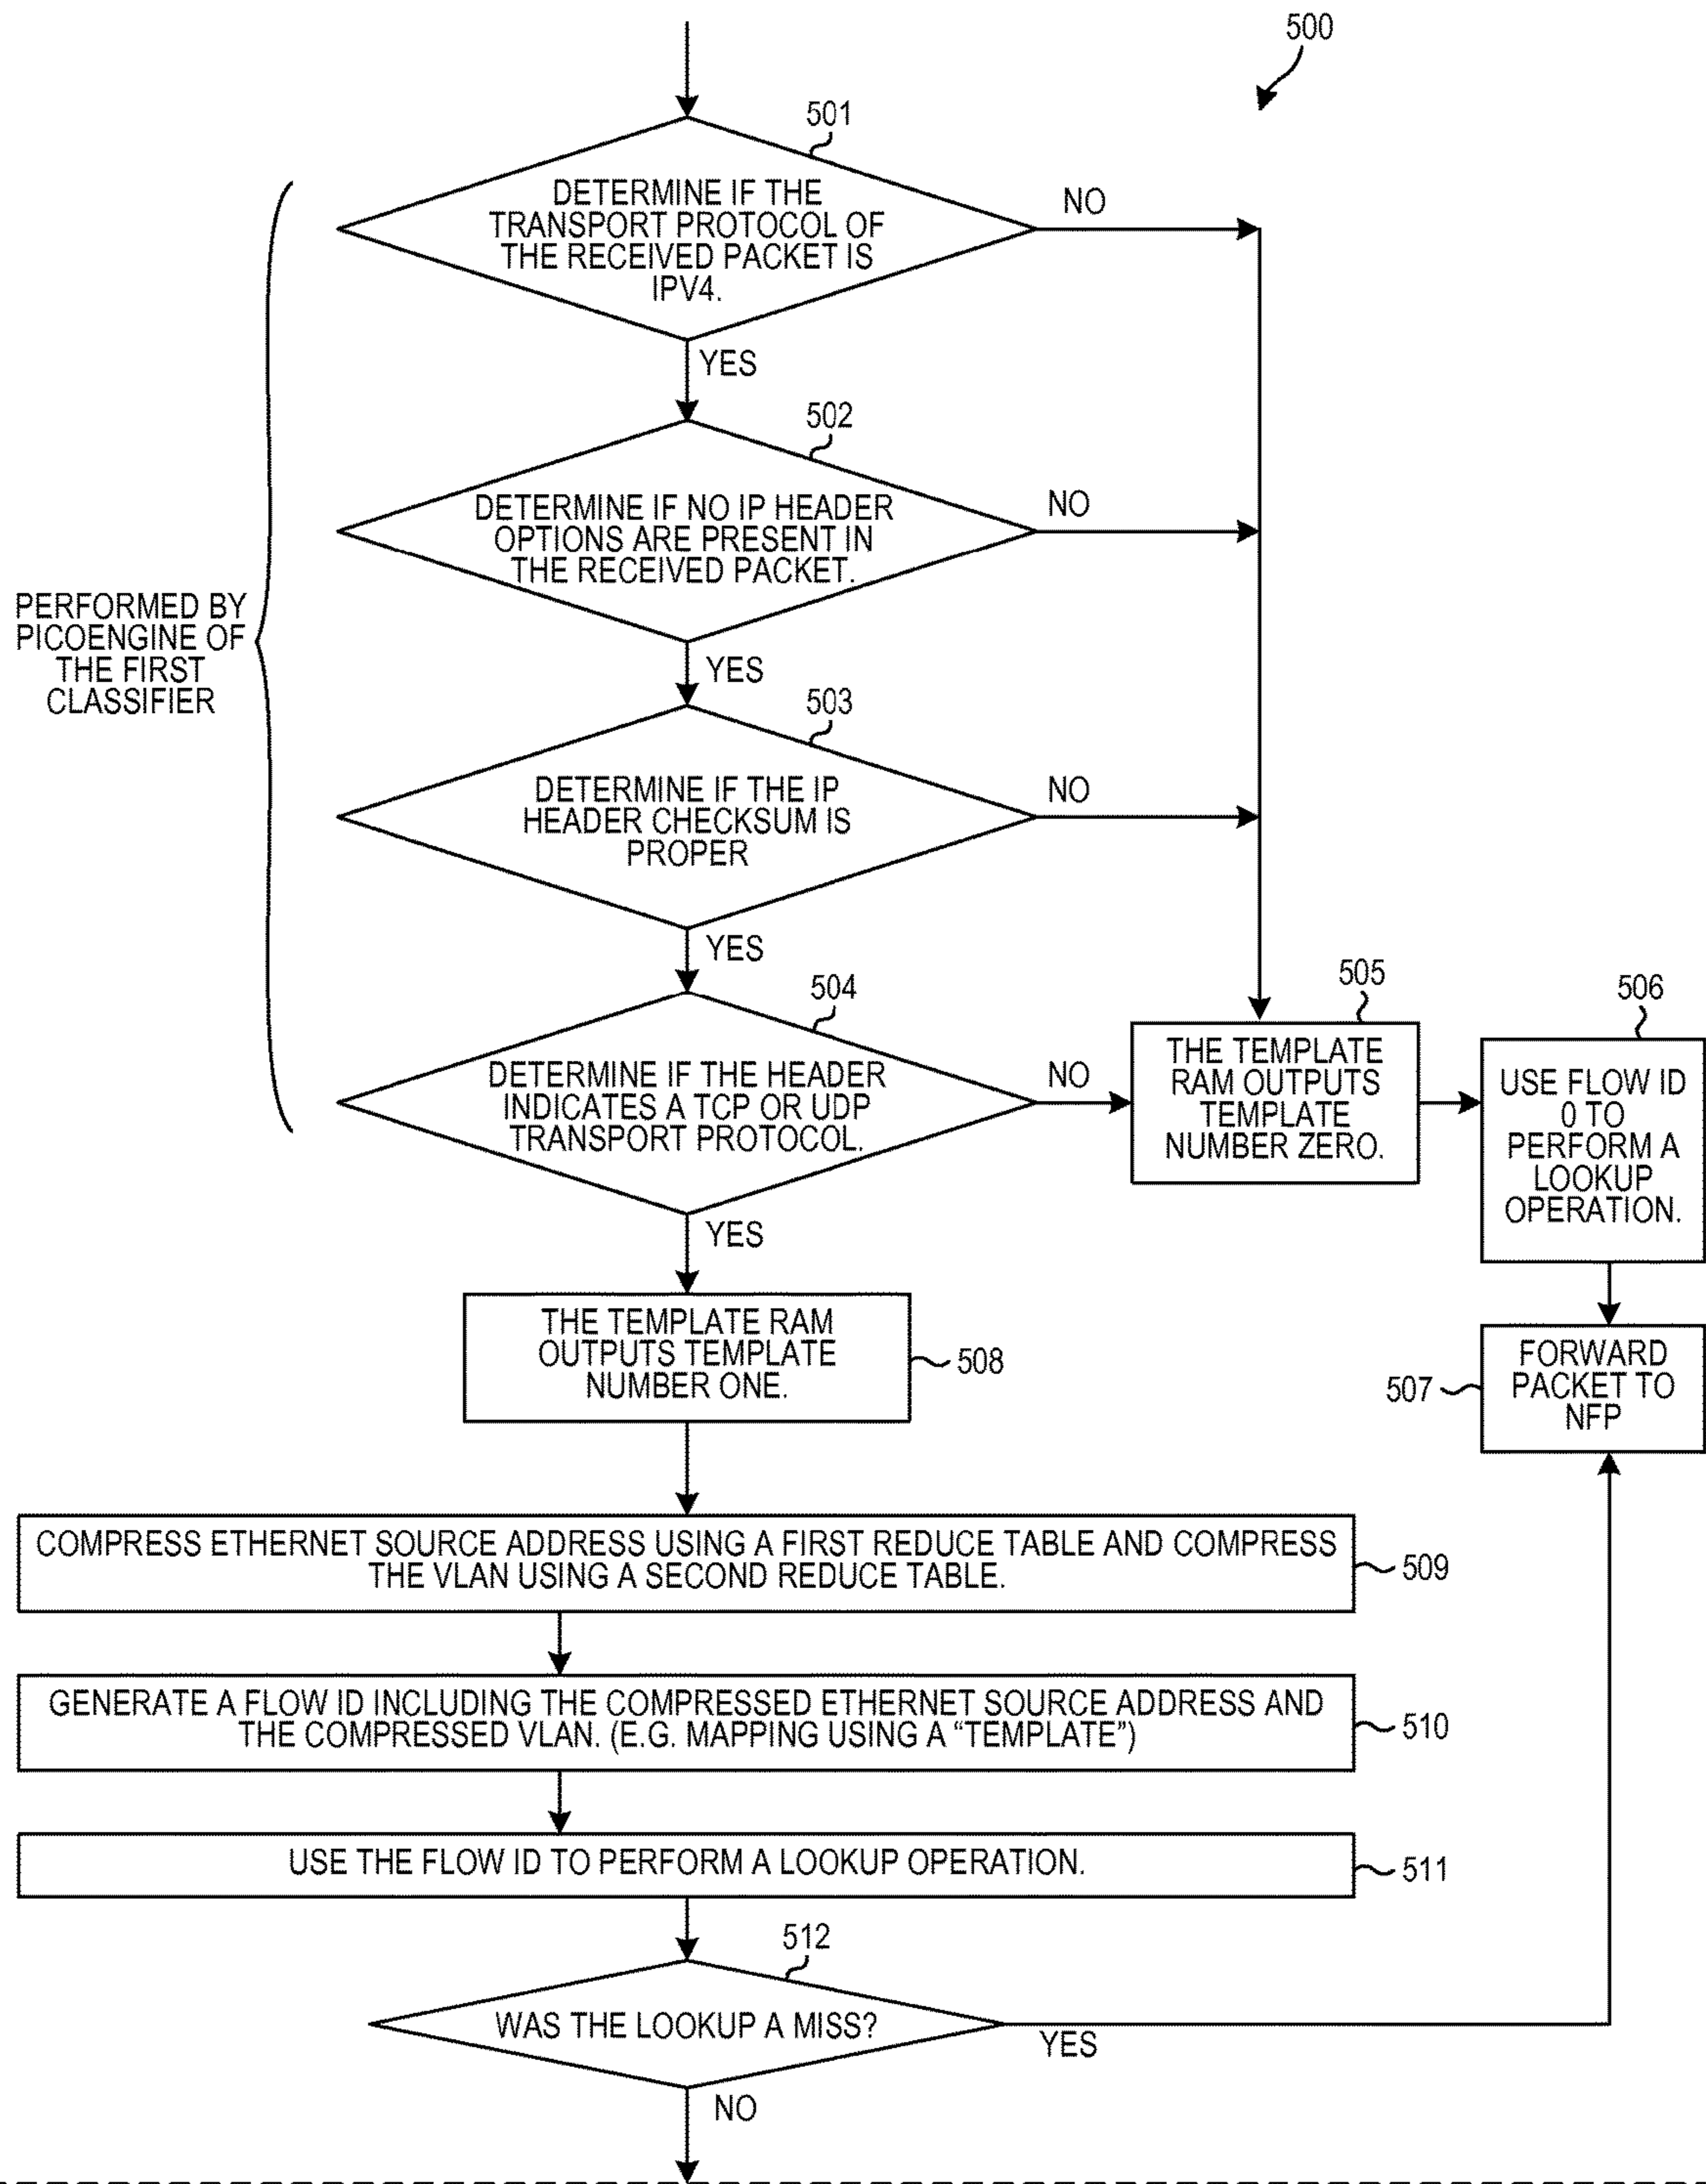 500
501
DETERMINE IF THE
TRANSPORT PROTOCOL OF
THE RECEIVED PACKET IS
IPV4.
NO
YES
502
DETERMINE IF NO IP HEADER
OPTIONS ARE PRESENT IN
THE RECEIVED PACKET.
NO
PERFORMED BY
PICOENGINE OF
THE FIRST
CLASSIFIER
YES
503
DETERMINE IF THE IP
HEADER CHECKSUM IS
PROPER
NO
YES
504
DETERMINE IF THE HEADER
INDICATES A TCP OR UDP
TRANSPORT PROTOCOL.
NO
505
THE TEMPLATE
RAM OUTPUTS
TEMPLATE
NUMBER ZERO.
506
USE FLOW ID
0 TO
PERFORM A
LOOKUP
OPERATION.
YES
THE TEMPLATE RAM
OUTPUTS TEMPLATE
NUMBER ONE.
508
507
FORWARD
PACKET TO
NFP
COMPRESS ETHERNET SOURCE ADDRESS USING A FIRST REDUCE TABLE AND COMPRESS
THE VLAN USING A SECOND REDUCE TABLE.
509
GENERATE A FLOW ID INCLUDING THE COMPRESSED ETHERNET SOURCE ADDRESS AND
THE COMPRESSED VLAN. (E.G. MAPPING USING A “TEMPLATE”)
510
USE THE FLOW ID TO PERFORM A LOOKUP OPERATION.
511
512
WAS THE LOOKUP A MISS?
YES
NO